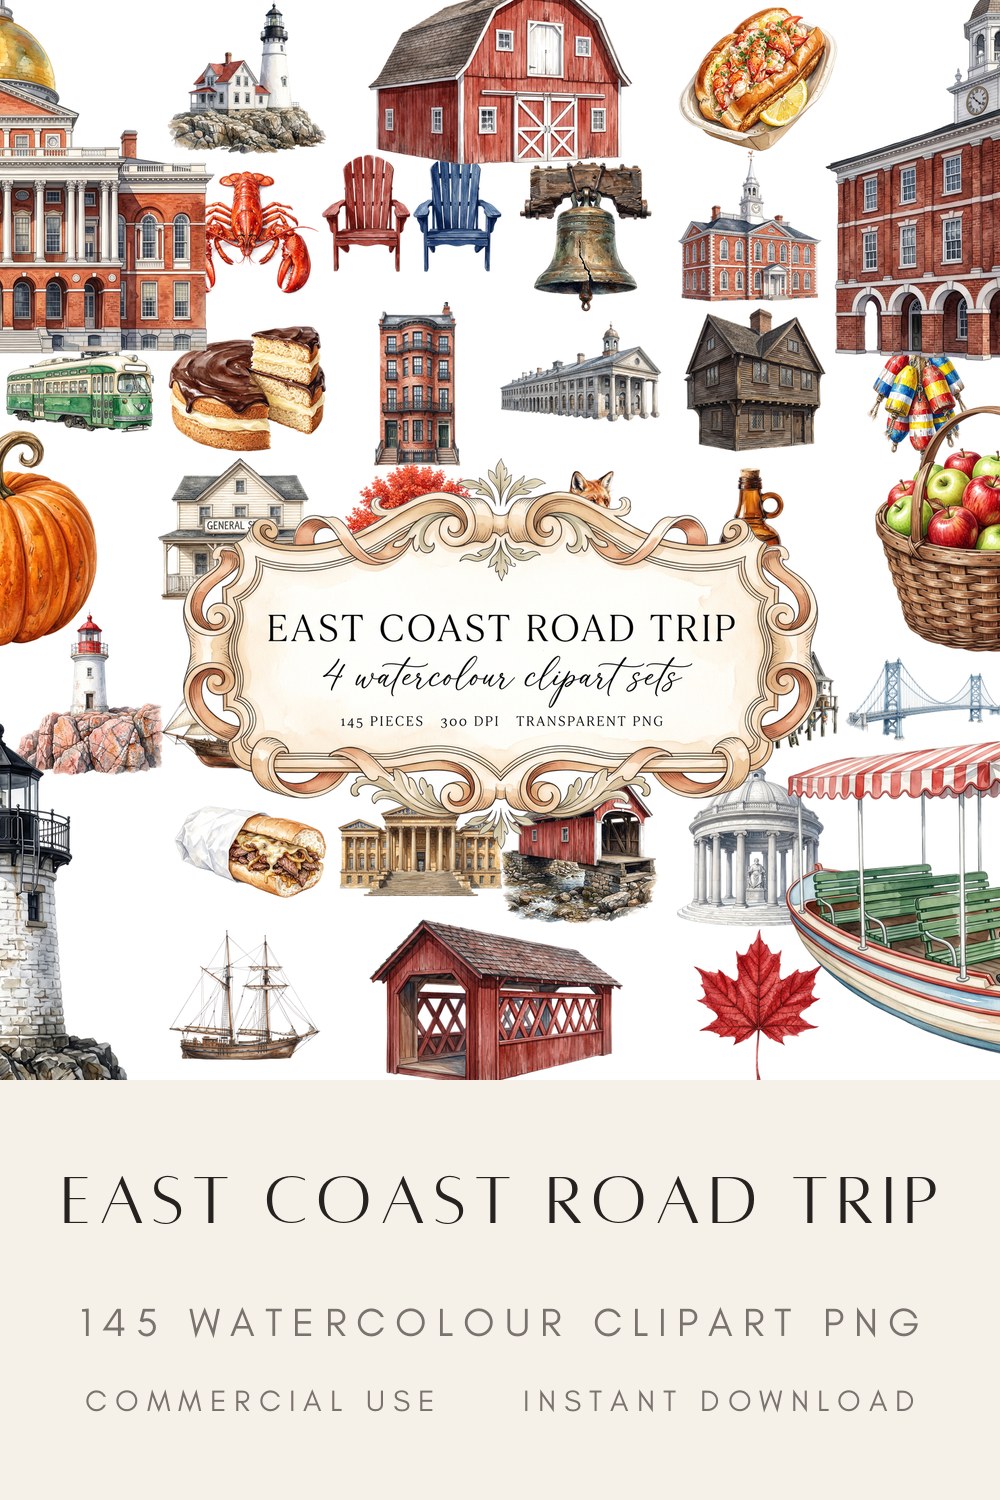 GENERAL S
EAST COAST ROAD TRIP
4 watercolour clipart sets
145 PIECES 300 DPI TRANSPARENT PNG
EAST COAST ROAD TRIP
145 WATERCOLOUR CLIPART PNG
COMMERCIAL USE INSTANT DOWNLOAD